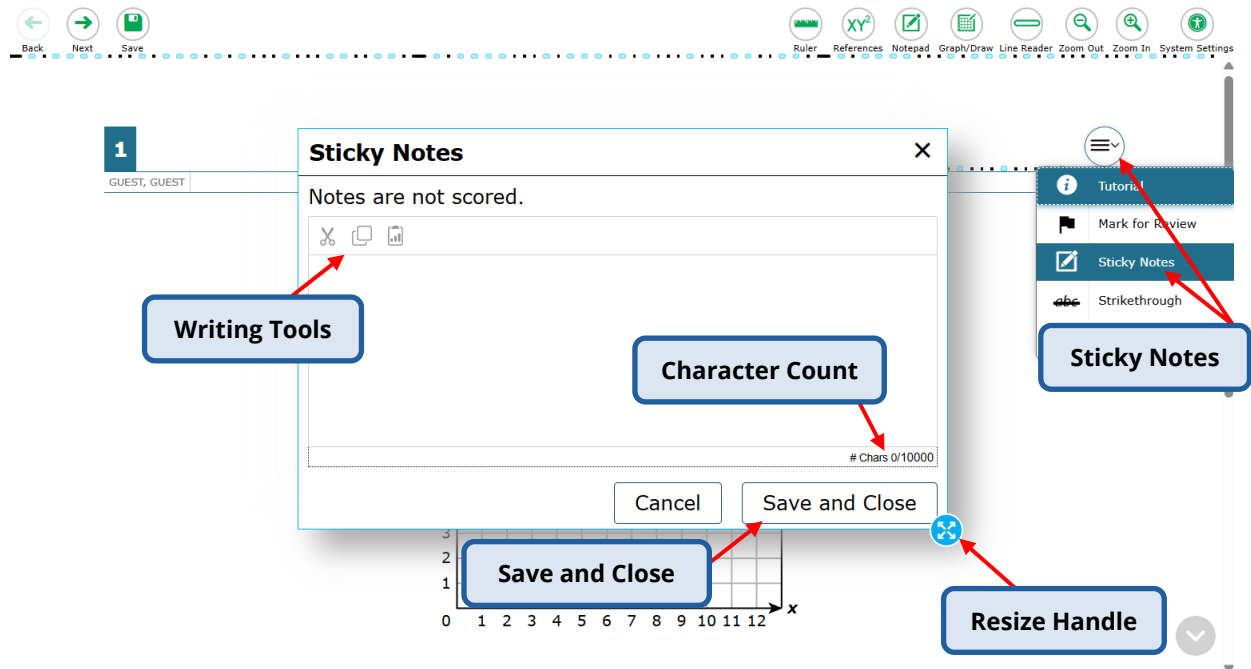 Back Next Save Ruler References Notepad Graph/Draw Line Reader Zoom Out Zoom In System Settings
XY²
1
GUEST, GUEST
Sticky Notes
Notes are not scored.
Tutorial
Mark for Review
Sticky Notes
abc Strikethrough
Writing Tools
Character Count
Sticky Notes
# Chars 0/10000
Cancel Save and Close
Save and Close
Resize Handle
3
2
1
0 1 2 3 4 5 6 7 8 9 10 11 12 x